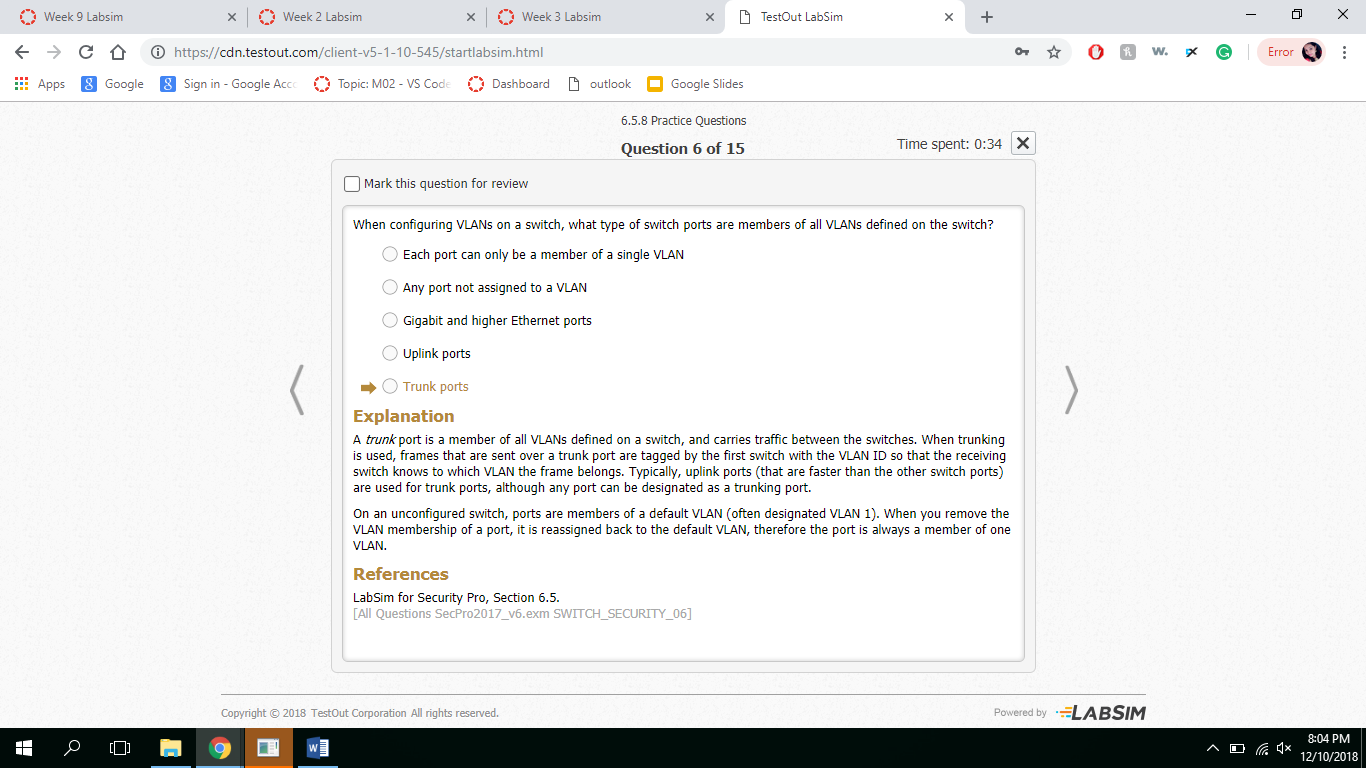 Week 9 Labsim
Week 2 Labsim
Week 3 Labsim
TestOut LabSim
https://cdn.testout.com/client-v5-1-10-545/startlabsim.html
Error
Apps
Google
Sign in - Google Acco
Topic: M02 - VS Code
Dashboard
outlook
Google Slides
6.5.8 Practice Questions
Question 6 of 15
Time spent: 0:34
Mark this question for review
When configuring VLANs on a switch, what type of switch ports are members of all VLANs defined on the switch?
Each port can only be a member of a single VLAN
Any port not assigned to a VLAN
Gigabit and higher Ethernet ports
Uplink ports
Trunk ports
Explanation
A trunk port is a member of all VLANs defined on a switch, and carries traffic between the switches. When trunking
is used, frames that are sent over a trunk port are tagged by the first switch with the VLAN ID so that the receiving
switch knows to which VLAN the frame belongs. Typically, uplink ports (that are faster than the other switch ports)
are used for trunk ports, although any port can be designated as a trunking port.
On an unconfigured switch, ports are members of a default VLAN (often designated VLAN 1). When you remove the
VLAN membership of a port, it is reassigned back to the default VLAN, therefore the port is always a member of one
VLAN.
References
LabSim for Security Pro, Section 6.5.
[All Questions SecPro2017_v6.exm SWITCH_SECURITY_06]
Copyright © 2018 TestOut Corporation All rights reserved.
Powered by LABSIM
8:04 PM
12/10/2018